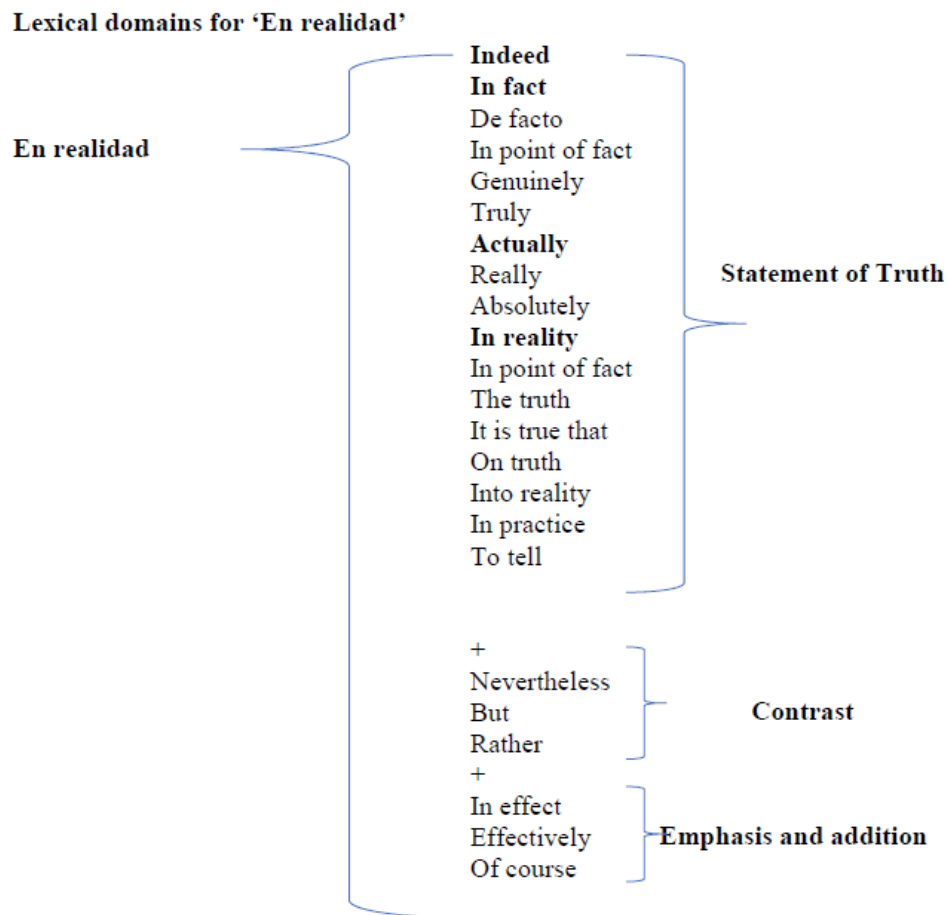 Lexical domains for ‘En realidad’
Indeed
In fact
De facto
En realidad
In point of fact
Genuinely
Truly
Actually
Really
Statement of Truth
Absolutely
In reality
In point of fact
The truth
It is true that
On truth
Into reality
In practice
To tell
+
Nevertheless
But
Contrast
Rather
+
In effect
Effectively
Emphasis and addition
Of course